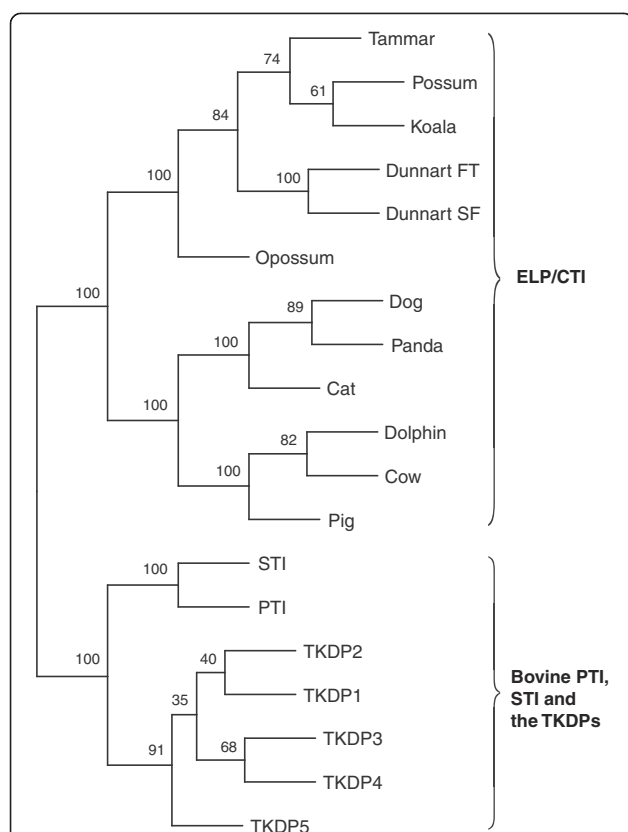 Tammar
74
Possum
61
Koala
84
Dunnart FT
100
Dunnart SF
100
Opossum
ELP/CTI
100
Dog
89
Panda
100
Cat
100
Dolphin
82
Cow
100
Pig
STI
100
PTI
100
TKDP2
40
TKDP1
35
TKDP3
68
TKDP4
91
TKDP5
Bovine PTI,
STI and
the TKDPs